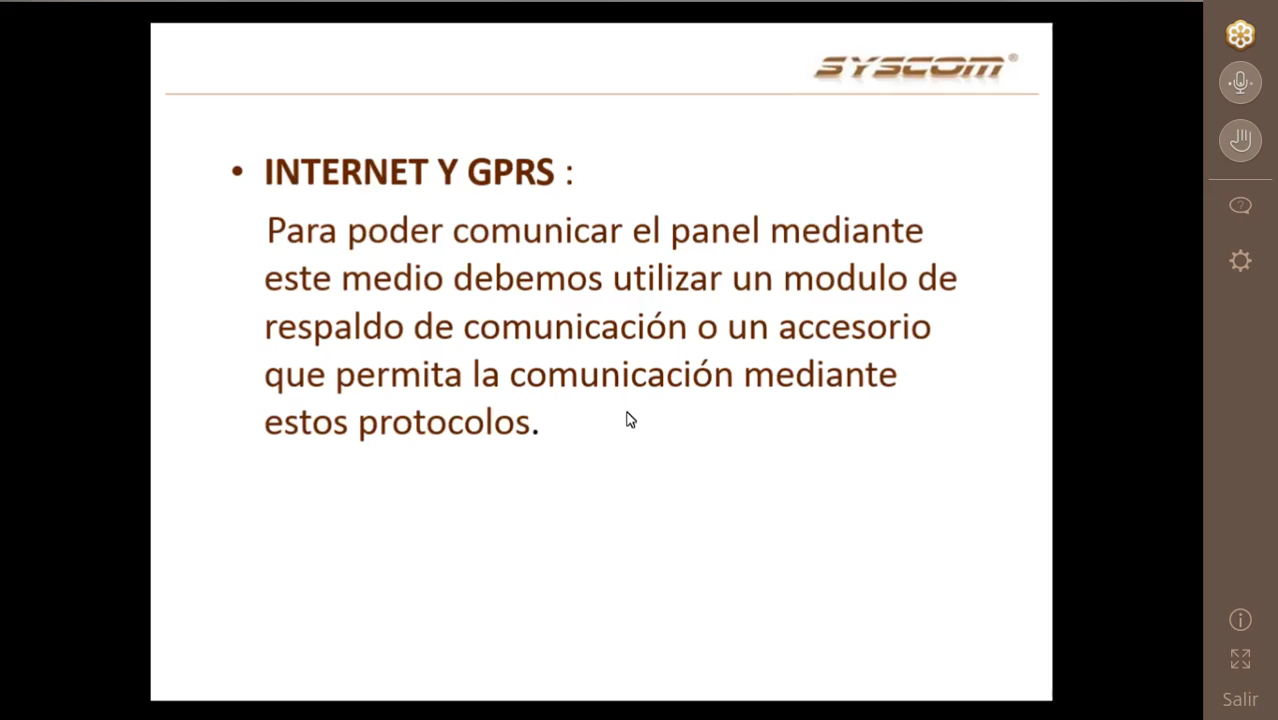 SYSCOM®
• INTERNET Y GPRS :
Para poder comunicar el panel mediante
este medio debemos utilizar un modulo de
respaldo de comunicación o un accesorio
que permita la comunicación mediante
estos protocolos.
Salir